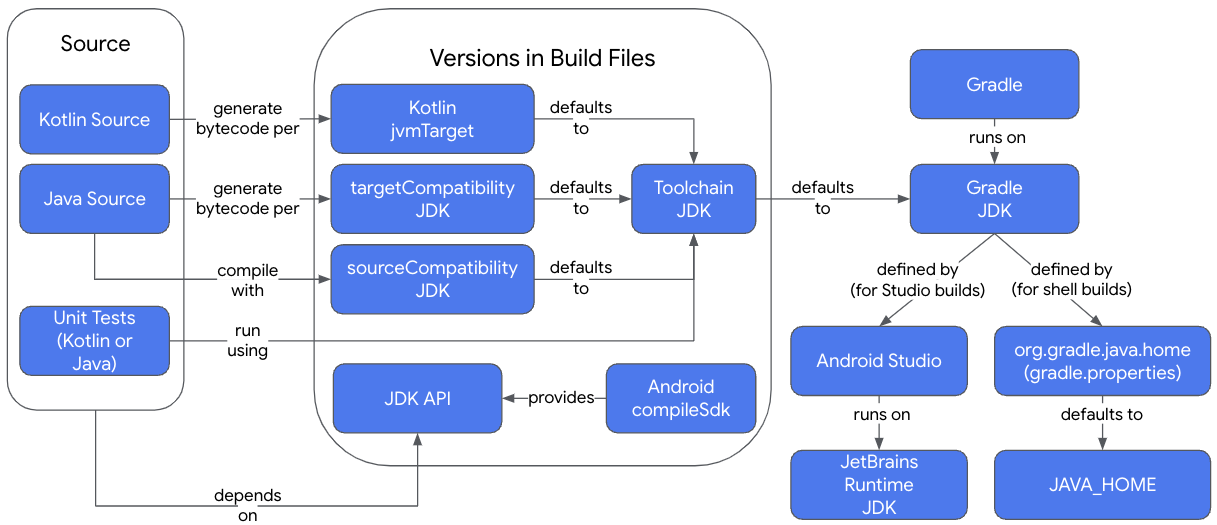 Source
Kotlin Source
Java Source
Unit Tests
(Kotlin or
Java)
generate
bytecode per
generate
bytecode per
compile
with
run
using
depends
on
Versions in Build Files
Kotlin
jvmTarget
targetCompatibility
JDK
sourceCompatibility
JDK
defaults
to
defaults
to
defaults
to
Toolchain
JDK
JDK API
provides
Android
compileSdk
defaults
to
Gradle
runs on
Gradle
JDK
defined by
(for Studio builds)
defined by
(for shell builds)
Android Studio
runs on
JetBrains
Runtime
JDK
org.gradle.java.home
(gradle.properties)
defaults to
JAVA_HOME